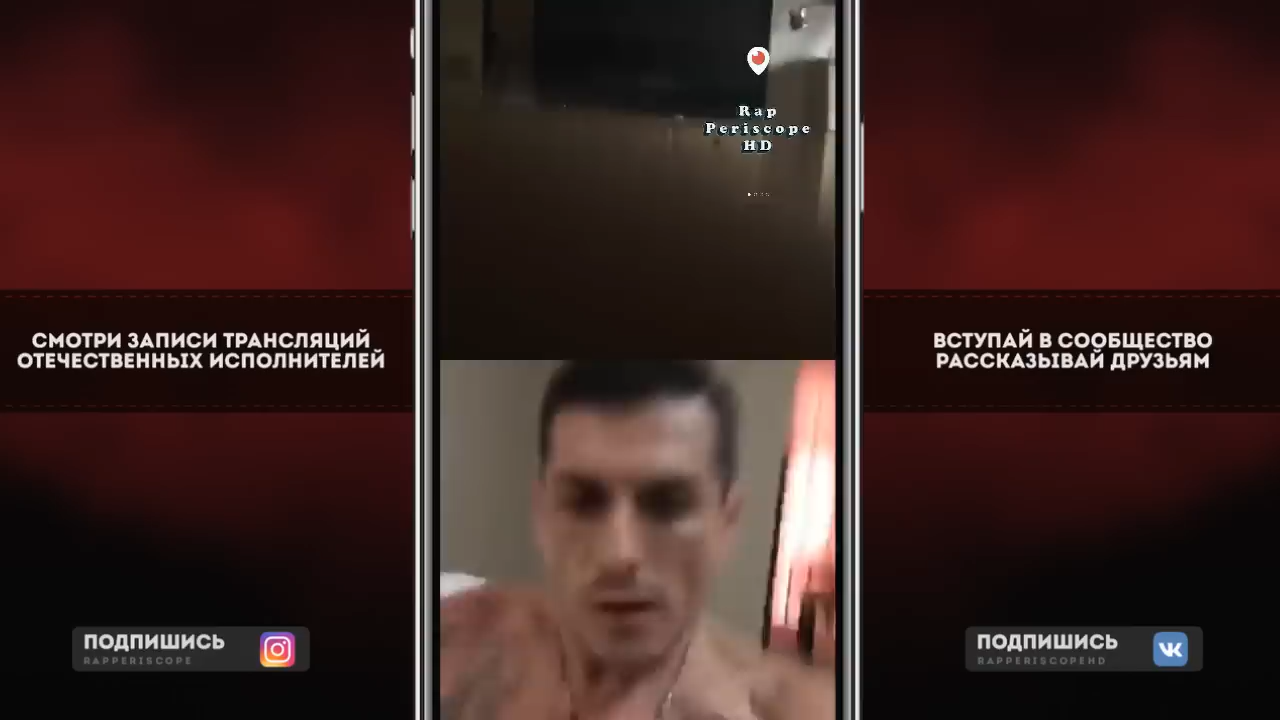 Rap
Periscope
HD
СМОТРИ ЗАПИСИ ТРАНСЛЯЦИЙ
ОТЕЧЕСТВЕННЫХ ИСПОЛНИТЕЛЕЙ
ВСТУПАЙ В СООБЩЕСТВО
РАССКАЗЫВАЙ ДРУЗЬЯМ
ПОДПИШИСЬ
RAPPERISCOPE
ПОДПИШИСЬ
RAPPERISCOPEHD